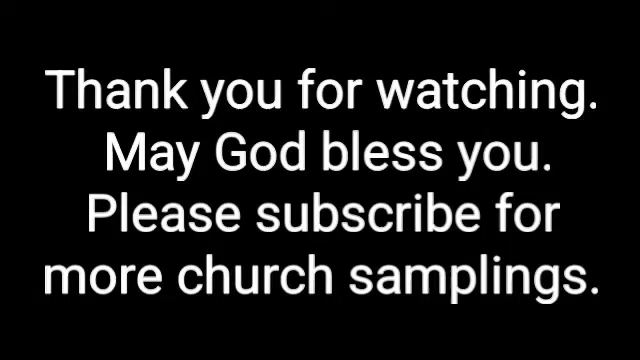 Thank you for watching.
May God bless you.
Please subscribe for
more church samplings.